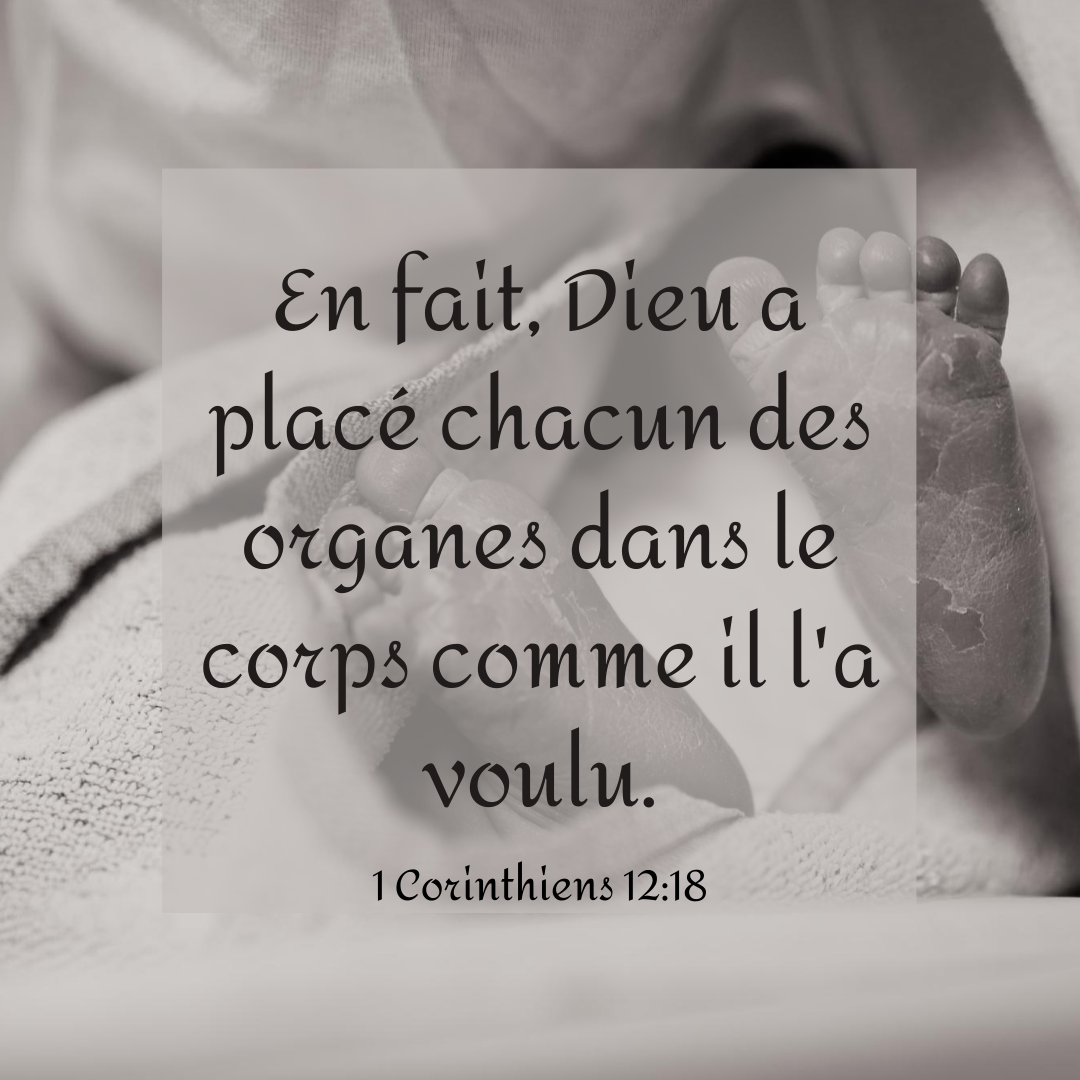 En fait, Dieu a
placé chacun des
organes dans le
corps comme il l'a
voulu.
1 Corinthiens 12:18